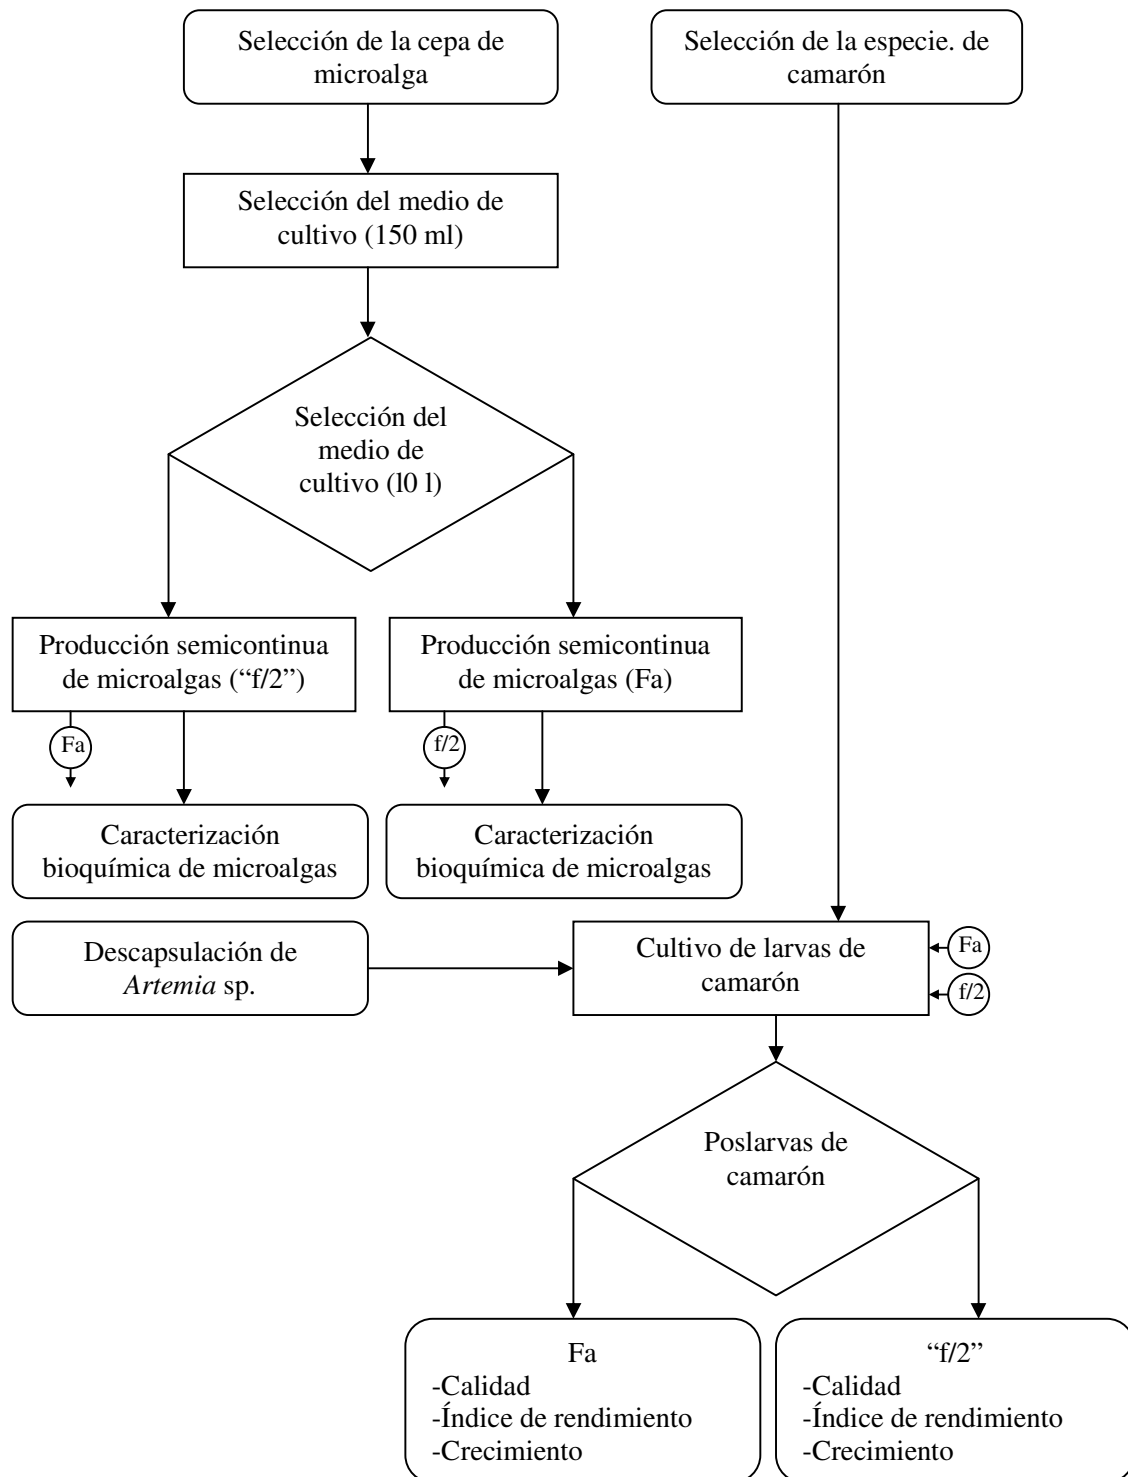 Selección de la cepa de
microalga
Selección de la especie. de
camarón
Selección del medio de
cultivo (150 ml)
Selección del
medio de
cultivo (l0 l)
Producción semicontinua
de microalgas (“f/2”)
Producción semicontinua
de microalgas (Fa)
Fa
f/2
Caracterización
bioquímica de microalgas
Caracterización
bioquímica de microalgas
Descapsulación de
Artemia sp.
Cultivo de larvas de
camarón
Fa
f/2
Poslarvas de
camarón
Fa
-Calidad
-Índice de rendimiento
-Crecimiento
“f/2”
-Calidad
-Índice de rendimiento
-Crecimiento